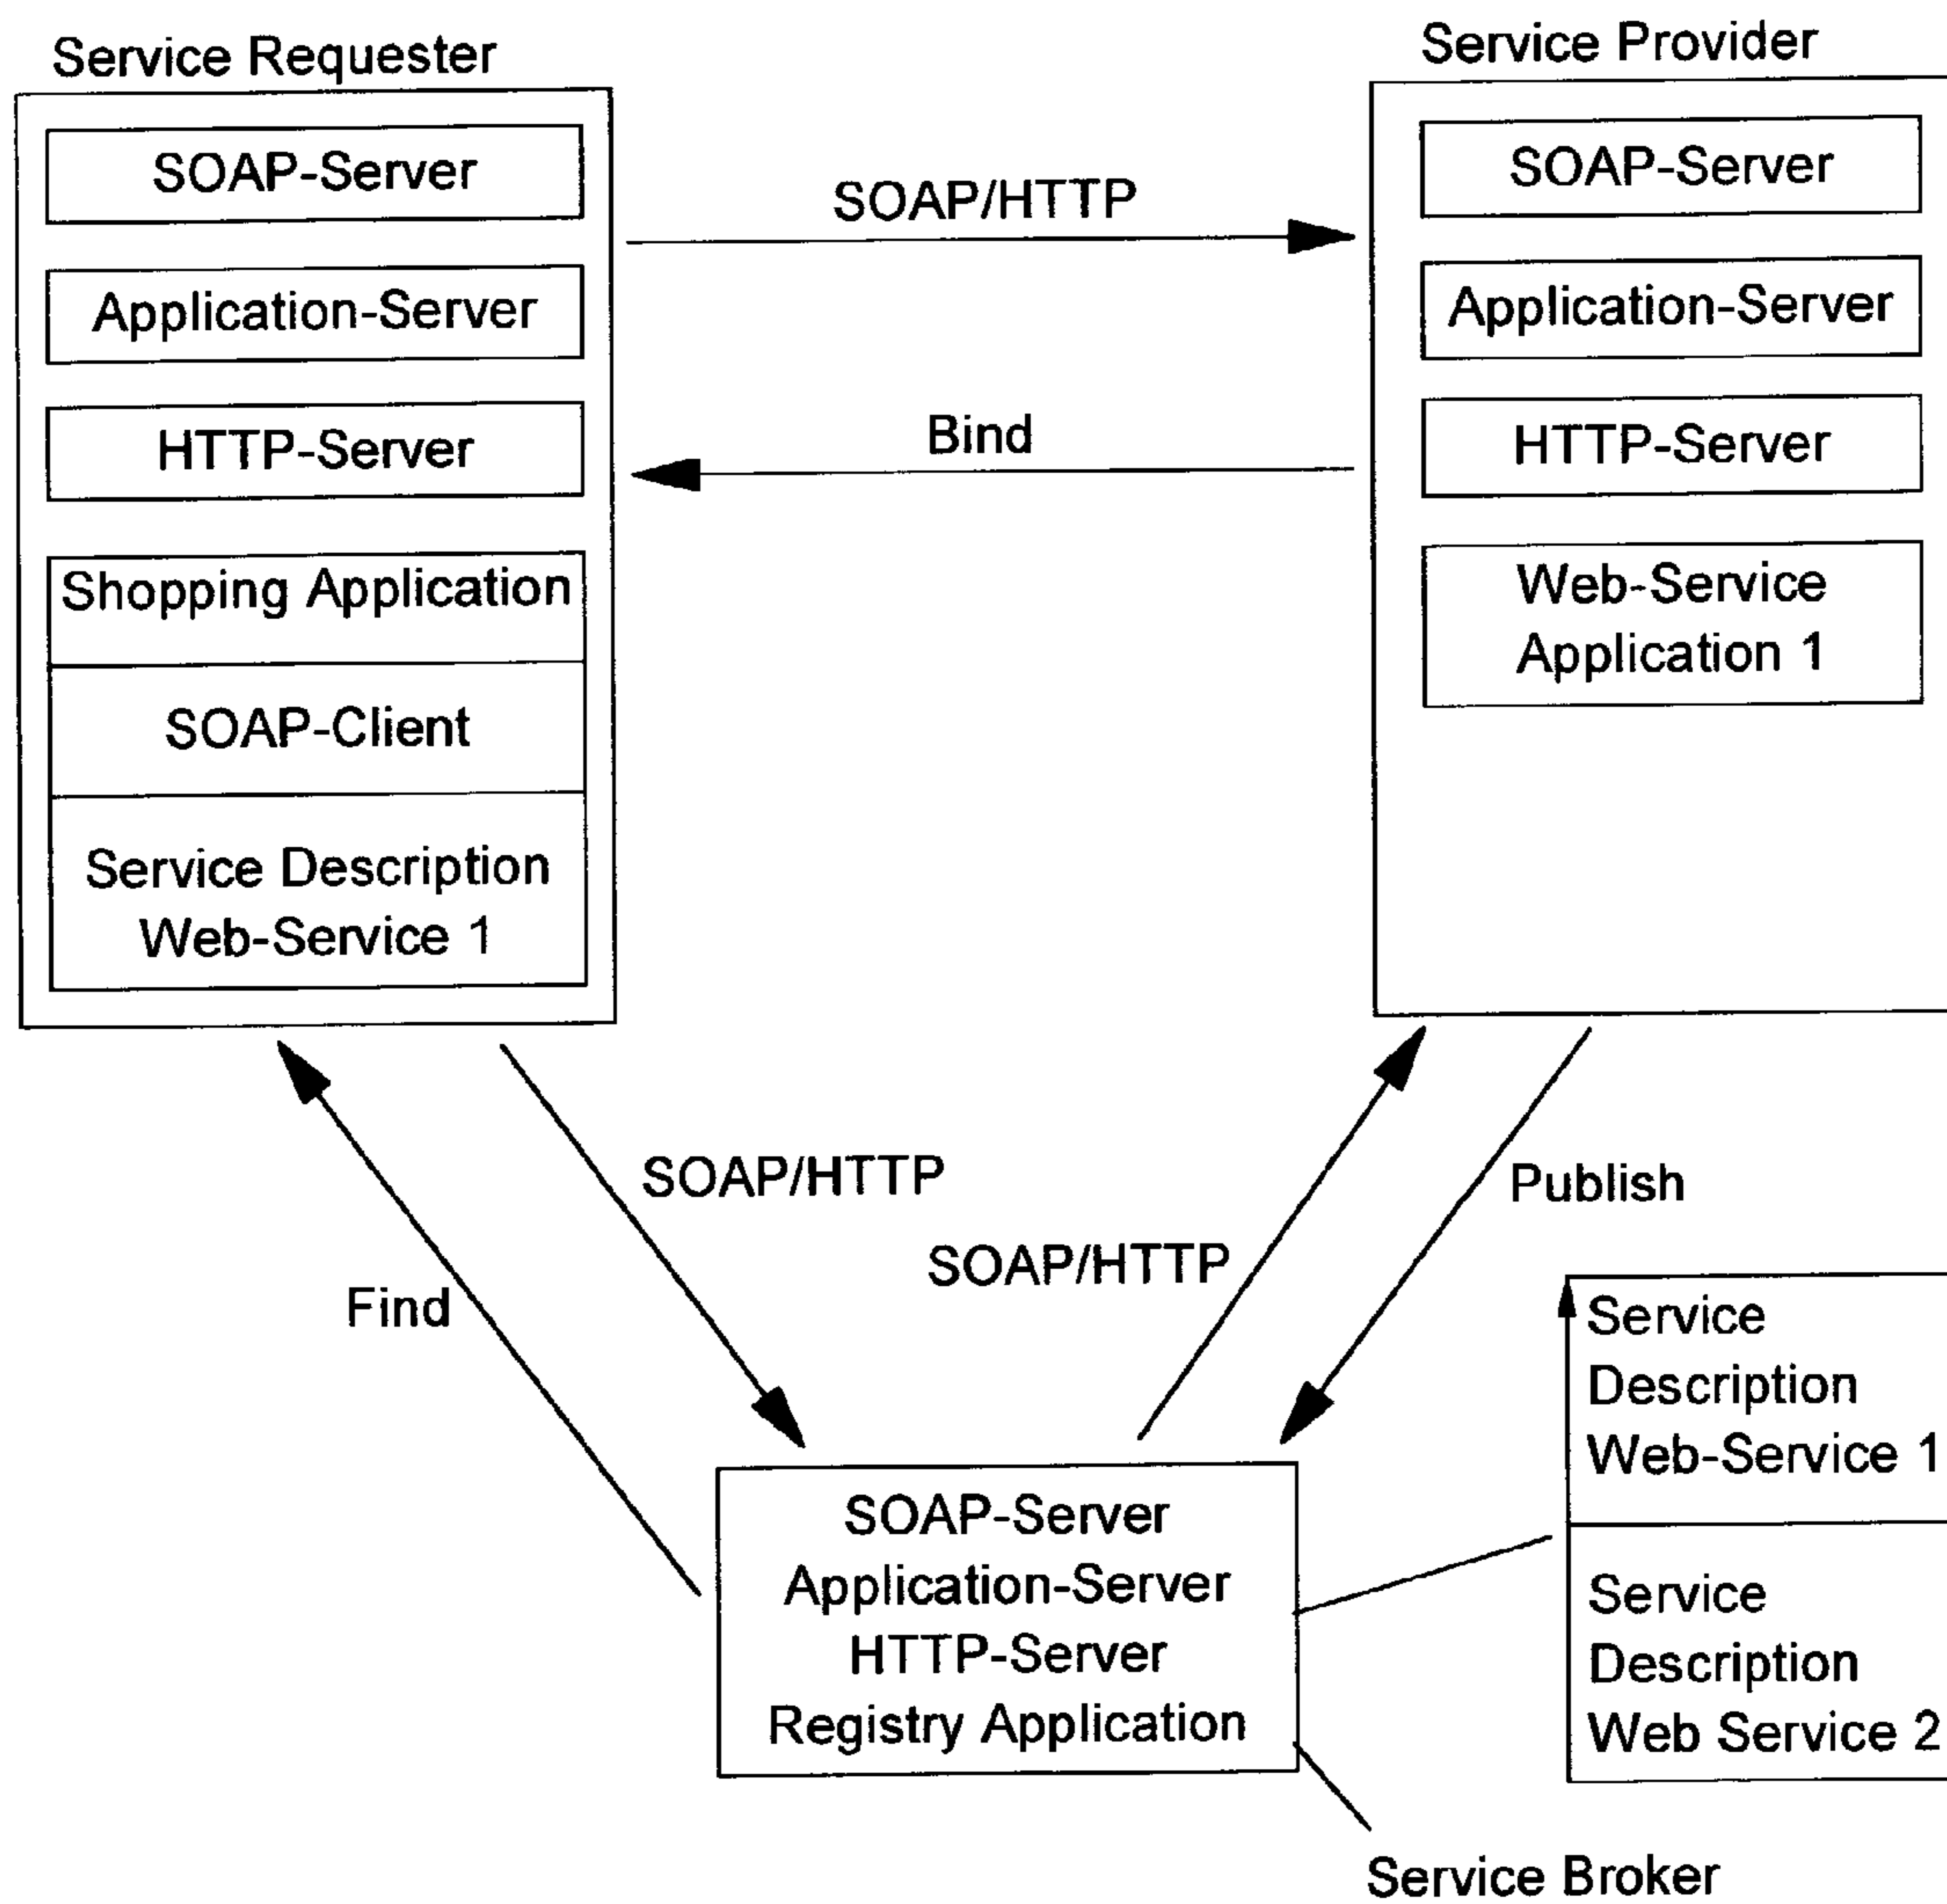 Service Requester
SOAP-Server
Application-Server
HTTP-Server
Shopping Application
SOAP-Client
Service Description
Web-Service 1
SOAP/HTTP
Bind
Service Provider
SOAP-Server
Application-Server
HTTP-Server
Web-Service
Application 1
Find
SOAP/HTTP
SOAP/HTTP
Publish
SOAP-Server
Application-Server
HTTP-Server
Registry Application
Service
Description
Web-Service 1
Service
Description
Web Service 2
Service Broker